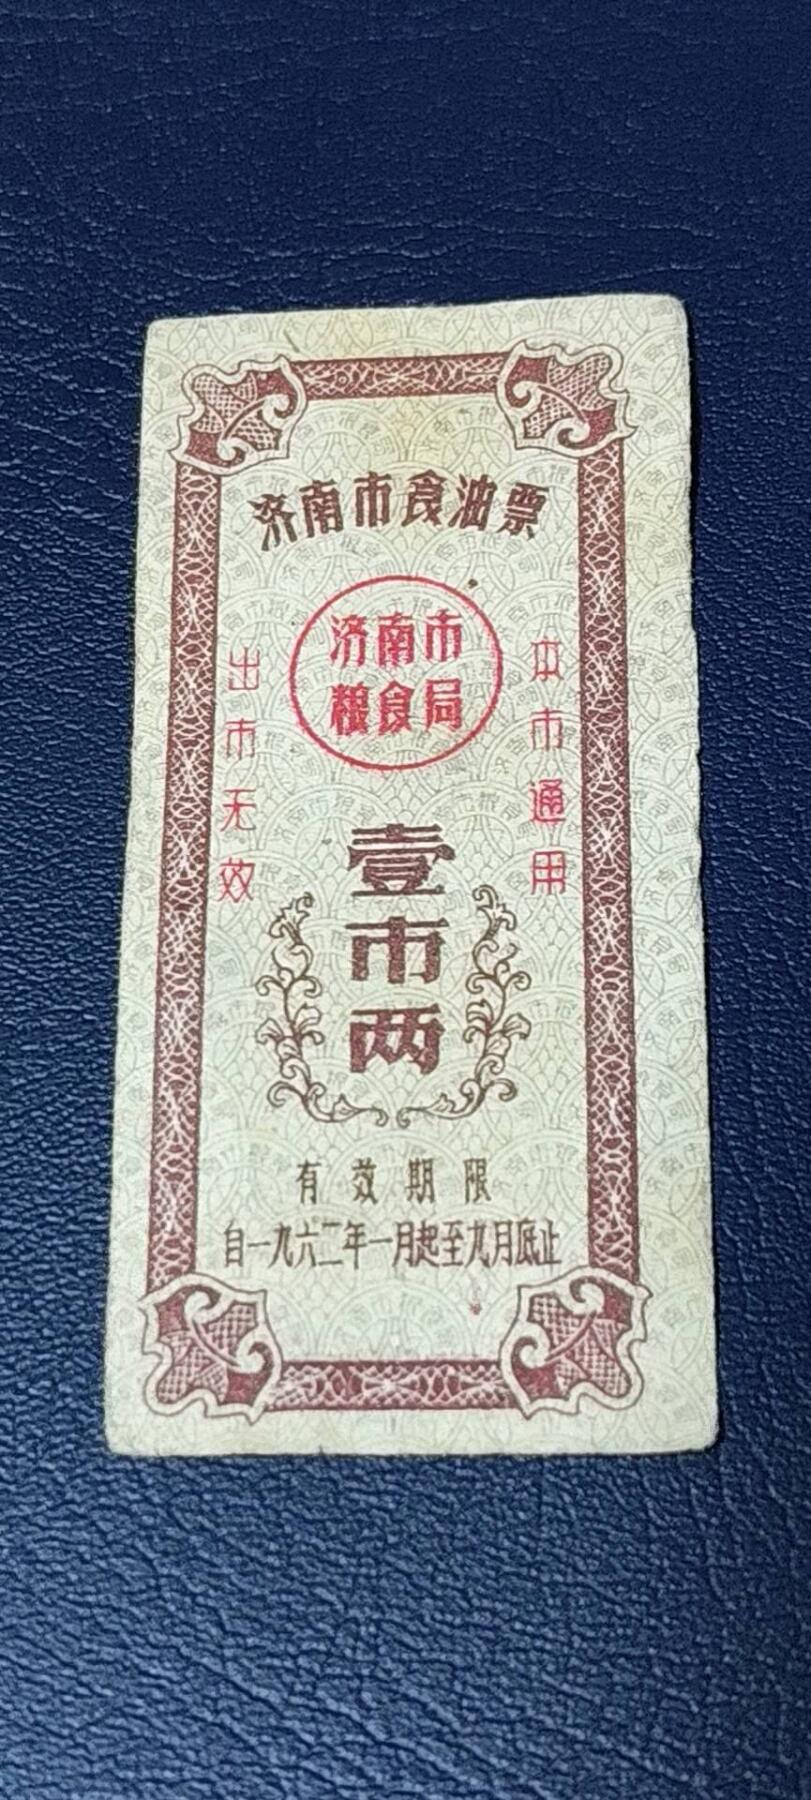 济南市食油票
济南市
粮食局
本市通用
出市无效
壹市两
有效期限
自一九六二年一月起至九月底止